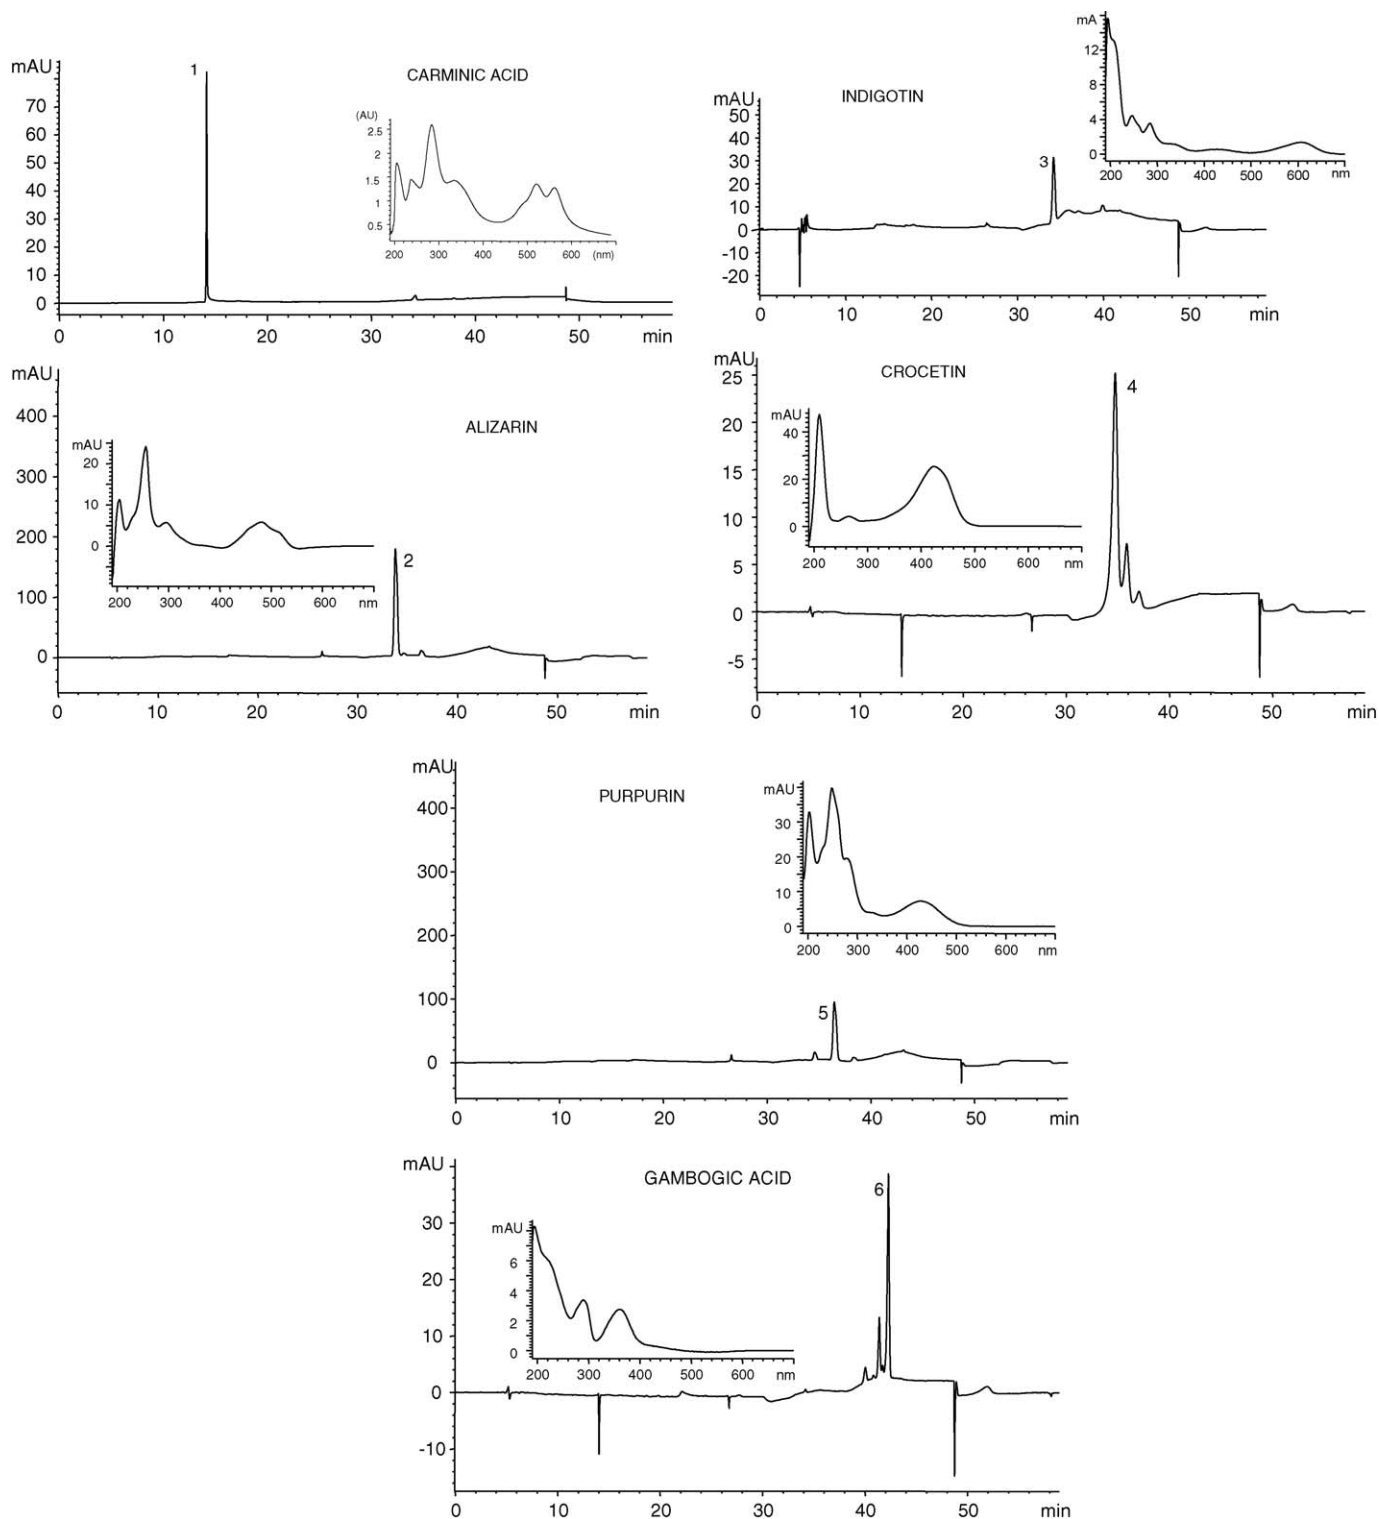 mAU
1
CARMINIC ACID
70
60
50
40
30
20
10
0
0 10 20 30 40 50 min
(AU)
2.5
2
1.5
1
0.5
200 300 400 500 600 (nm)
mAU
INDIGOTIN
50
40
30
20
10
0
-10
-20
3
0 10 20 30 40 50 min
mA
12
8
4
0
200 300 400 500 600 nm
mAU
ALIZARIN
400
300
200
100
0
2
0 10 20 30 40 50 min
mAU
20
10
0
200 300 400 500 600 nm
mAU
CROCETIN
4
25
20
15
10
5
0
-5
0 10 20 30 40 50 min
mAU
40
20
0
200 300 400 500 600 nm
mAU
PURPURIN
400
300
200
100
0
5
0 10 20 30 40 50 min
mAU
30
20
10
0
200 300 400 500 600 nm
mAU
GAMBOGIC ACID
6
30
20
10
0
-10
0 10 20 30 40 50 min
mAU
6
4
2
0
200 300 400 500 600 nm